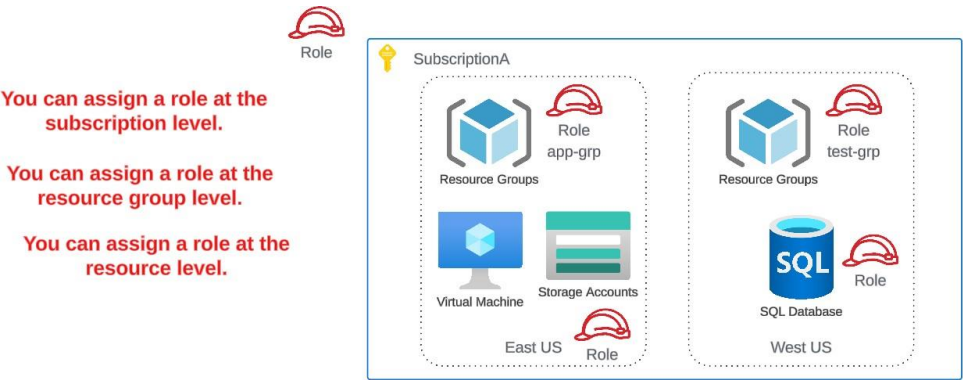 Role
SubscriptionA
You can assign a role at the
subscription level.
You can assign a role at the
resource group level.
You can assign a role at the
resource level.
Role
app-grp
Resource Groups
Virtual Machine
Storage Accounts
East US
Role
Role
test-grp
Resource Groups
SQL
Role
SQL Database
West US